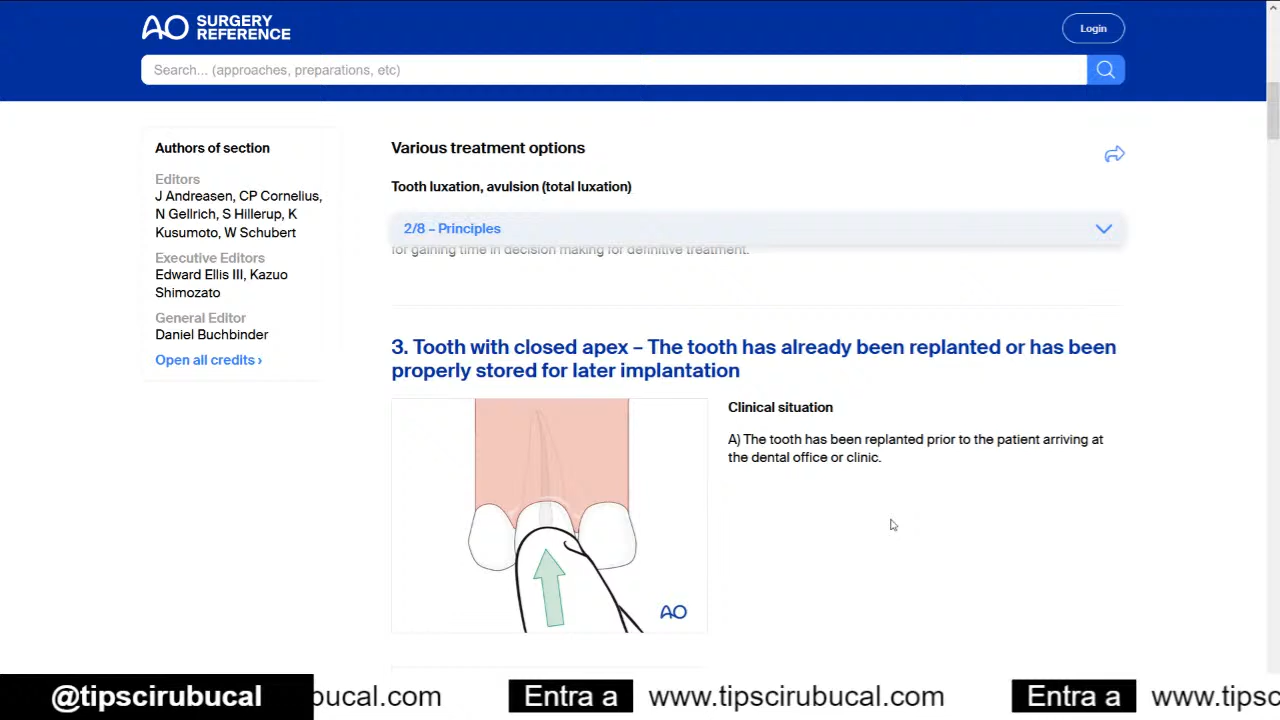 AO SURGERY
REFERENCE
Login
Search... (approaches, preparations, etc)
Authors of section
Editors
J Andreasen, CP Cornelius,
N Gellrich, S Hillerup, K
Kusumoto, W Schubert
Executive Editors
Edward Ellis III, Kazuo
Shimozato
General Editor
Daniel Buchbinder
Open all credits ›
Various treatment options
Tooth luxation, avulsion (total luxation)
2/8 – Principles
for gaining time in decision making for definitive treatment.
3. Tooth with closed apex – The tooth has already been replanted or has been
properly stored for later implantation
AO
Clinical situation
A) The tooth has been replanted prior to the patient arriving at
the dental office or clinic.
@tipscirubucal bucal.com Entra a www.tipscirubucal.com Entra a www.tipsc